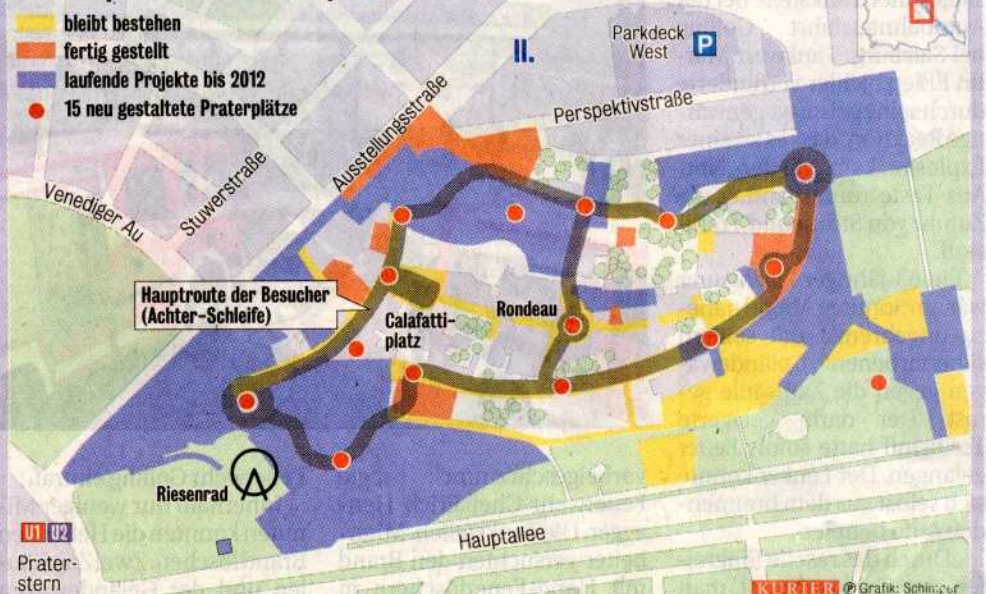 bleibt bestehen
fertig gestellt
laufende Projekte bis 2012
15 neu gestaltete Praterplätze
II.
Parkdeck
West
P
Perspektivstraße
Ausstellungsstraße
Stuwerstraße
Venediger Au
Hauptroute der Besucher
(Achter-Schleife)
Calafatti-
platz
Rondeau
Riesenrad
Hauptallee
U1 U2
Prater-
stern
KURIER Grafik: